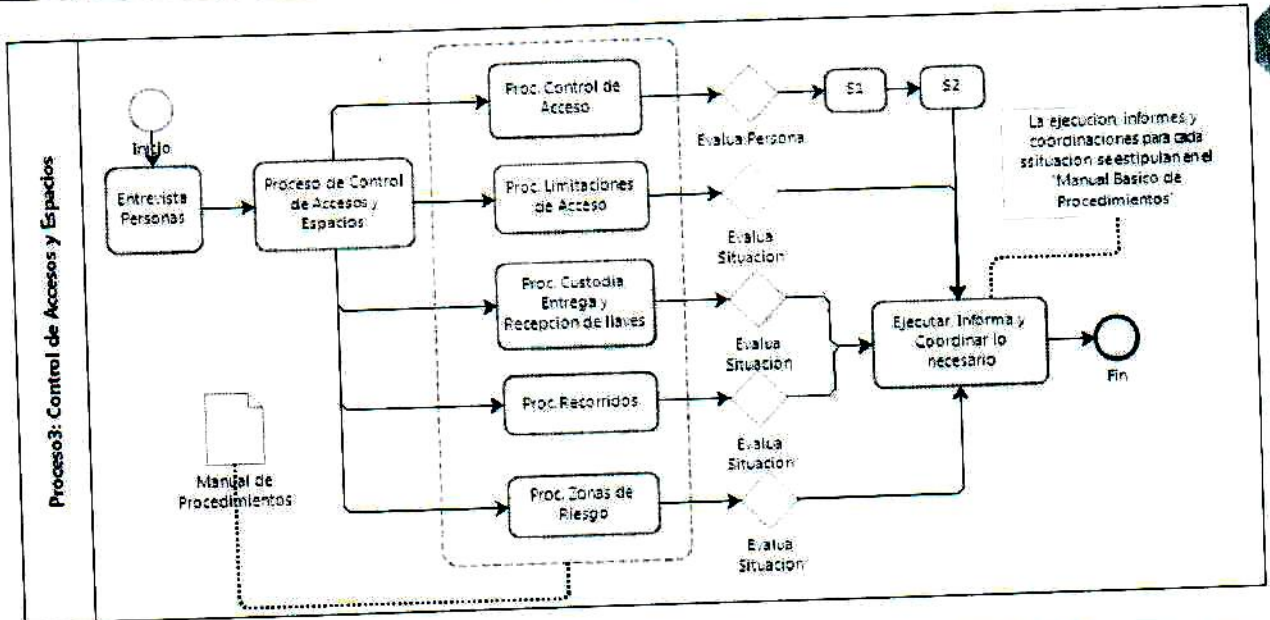 Proceso3: Control de Accesos y Espacios
Inicio
Entrevista
Personas
Proceso de Control
de Accesos y
Espacios
Manual de
Procedimientos
Proc. Control de
Acceso
Proc. Limitaciones
de Acceso
Proc. Custodia,
Entrega y
Recepcion de llaves
Proc. Recorridos
Proc. Zonas de
Riesgo
Evalua Persona
S1
S2
Evalua
Situacion
Evalua
Situacion
Evalua
Situacion
Evalua
Situacion
La ejecucion, informes y
coordinaciones para cada
ssituacion se estipulan en el
"Manual Basico de
Procedimientos"
Ejecutar, Informa y
Coordinar lo
necesario
Fin